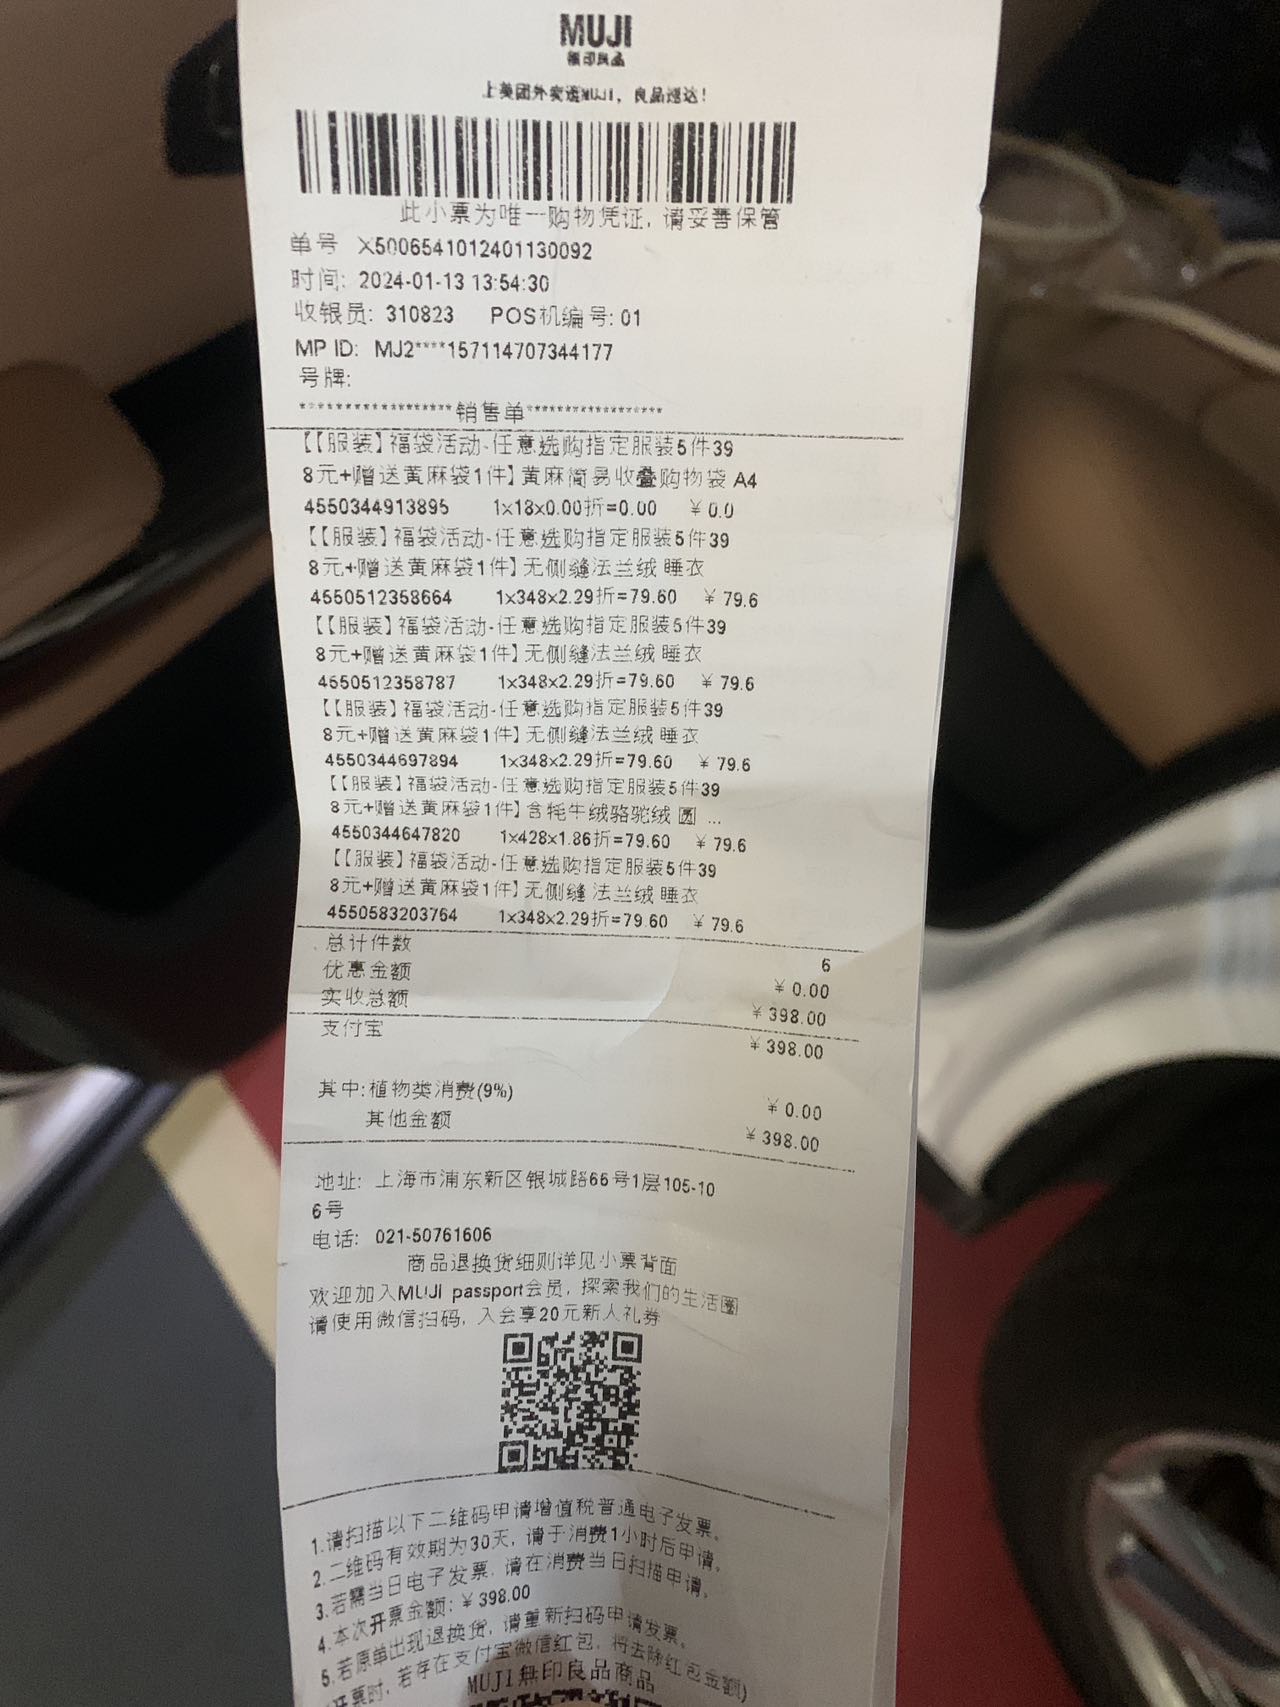 MUJI
無印良品
上美团外卖逛MUJI，良品速达！
此小票为唯一购物凭证，请妥善保管
单号 X5006541012401130092
时间: 2024-01-13 13:54:30
收银员: 310823 POS机编号: 01
MP ID: MJ2****157114707344177
号牌:
********************销售单********************
【【服装】福袋活动-任意选购指定服装5件39
8元+赠送黄麻袋1件】黄麻简易收叠购物袋 A4
4550344913895 1x18x0.00折=0.00 ￥0.0
【【服装】福袋活动-任意选购指定服装5件39
8元+赠送黄麻袋1件】无侧缝法兰绒 睡衣
4550512358664 1x348x2.29折=79.60 ￥79.6
【【服装】福袋活动-任意选购指定服装5件39
8元+赠送黄麻袋1件】无侧缝法兰绒 睡衣
4550512358787 1x348x2.29折=79.60 ￥79.6
【【服装】福袋活动-任意选购指定服装5件39
8元+赠送黄麻袋1件】无侧缝法兰绒 睡衣
4550344697894 1x348x2.29折=79.60 ￥79.6
【【服装】福袋活动-任意选购指定服装5件39
8元+赠送黄麻袋1件】含牦牛绒骆驼绒 圆 ...
4550344647820 1x428x1.86折=79.60 ￥79.6
【【服装】福袋活动-任意选购指定服装5件39
8元+赠送黄麻袋1件】无侧缝 法兰绒 睡衣
4550583203764 1x348x2.29折=79.60 ￥79.6
总计件数 6
优惠金额 ￥0.00
实收总额 ￥398.00
支付宝 ￥398.00
其中:植物类消费(9%) ￥0.00
其他金额 ￥398.00
地址: 上海市浦东新区银城路66号1层105-10
6号
电话: 021-50761606
商品退换货细则详见小票背面
欢迎加入MUJI passport会员，探索我们的生活圈
请使用微信扫码，入会享20元新人礼券
1.请扫描以下二维码申请增值税普通电子发票。
2.二维码有效期为30天，请于消费1小时后申请。
3.若需当日电子发票，请在消费当日扫描申请。
4.本次开票金额: ￥398.00
5.若原单出现退换货，请重新扫码申请发票。
开票时，若存在支付宝微信红包，将去除红包金额)
MUJI無印良品商品